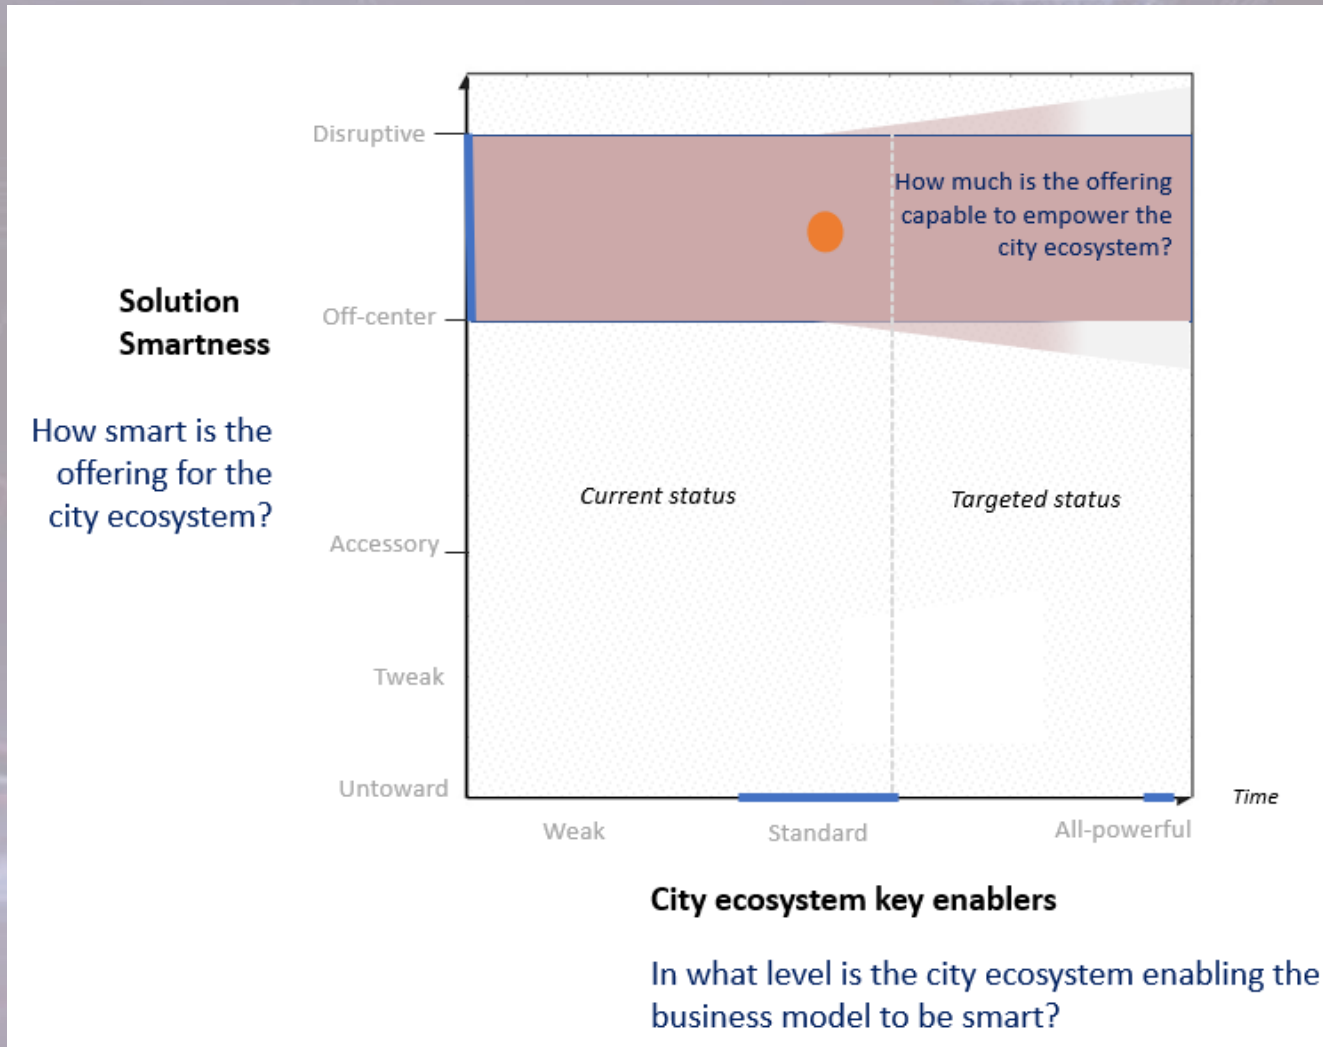 Disruptive
How much is the offering
capable to empower the
city ecosystem?
Solution
Smartness
Off-center
How smart is the
offering for the
city ecosystem?
Current status
Targeted status
Accessory
Tweak
Untoward
Time
Weak
Standard
All-powerful
City ecosystem key enablers
In what level is the city ecosystem enabling the
business model to be smart?